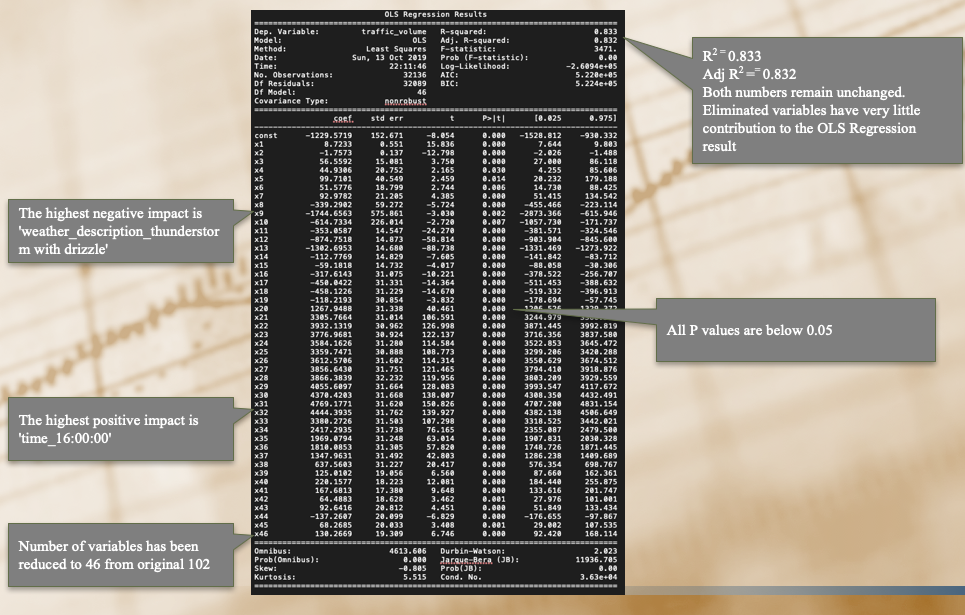 OLS Regression Results
Dep. Variable: traffic_volume R-squared: 0.833
Model: OLS Adj. R-squared: 0.832
Method: Least Squares F-statistic: 3471.
Date: Sun, 13 Oct 2019 Prob (F-statistic): 0.00
Time: 22:11:46 Log-Likelihood: -2.6094e+05
No. Observations: 32136 AIC: 5.220e+05
Df Residuals: 32089 BIC: 5.224e+05
Df Model: 46
Covariance Type: nonrobust
coef std err t P>|t| [0.025 0.975]
const -1229.5719 152.671 -8.054 0.000 -1528.812 -930.332
x1 8.7233 0.551 15.836 0.000 7.644 9.803
x2 -1.7573 0.137 -12.798 0.000 -2.026 -1.488
x3 56.5592 15.081 3.750 0.000 27.000 86.118
x4 44.9306 20.752 2.165 0.030 4.255 85.606
x5 99.7101 40.549 2.459 0.014 20.232 179.188
x6 51.5776 18.799 2.744 0.006 14.730 88.425
x7 92.9782 21.205 4.385 0.000 51.415 134.542
x8 -339.2902 59.272 -5.724 0.000 -455.466 -223.114
x9 -1744.6563 575.861 -3.030 0.002 -2873.366 -615.946
x10 -614.7334 226.014 -2.720 0.007 -1057.730 -171.737
x11 -353.0587 14.547 -24.270 0.000 -381.571 -324.546
x12 -874.7518 14.873 -58.814 0.000 -903.904 -845.600
x13 -1302.6953 14.680 -88.738 0.000 -1331.469 -1273.922
x14 -112.7769 14.829 -7.605 0.000 -141.842 -83.712
x15 -59.1818 14.732 -4.017 0.000 -88.058 -30.306
x16 -317.6143 31.075 -10.221 0.000 -378.522 -256.707
x17 -450.0422 31.331 -14.364 0.000 -511.453 -388.632
x18 -458.1226 31.229 -14.670 0.000 -519.332 -396.913
x19 -118.2193 30.854 -3.832 0.000 -178.694 -57.745
x20 1267.9488 31.338 40.461 0.000
x21 3305.7664 31.014 106.591 0.000 3244.979
x22 3932.1319 30.962 126.998 0.000 3871.445 3992.819
x23 3776.9681 30.924 122.137 0.000 3716.356 3837.580
x24 3584.1626 31.280 114.584 0.000 3522.853 3645.472
x25 3359.7471 30.888 108.773 0.000 3299.206 3420.288
x26 3612.5706 31.602 114.314 0.000 3550.629 3674.512
x27 3856.6430 31.751 121.465 0.000 3794.410 3918.876
x28 3866.3839 32.232 119.956 0.000 3803.209 3929.559
x29 4055.6097 31.664 128.083 0.000 3993.547 4117.672
x30 4370.4203 31.668 138.007 0.000 4308.350 4432.491
x31 4769.1771 31.620 150.826 0.000 4707.200 4831.154
x32 4444.3935 31.762 139.927 0.000 4382.138 4506.649
x33 3380.2726 31.503 107.298 0.000 3318.525 3442.021
x34 2417.2935 31.738 76.165 0.000 2355.087 2479.500
x35 1969.0794 31.248 63.014 0.000 1907.831 2030.328
x36 1810.0853 31.305 57.820 0.000 1748.726 1871.445
x37 1347.9631 31.492 42.803 0.000 1286.238 1409.689
x38 637.5603 31.227 20.417 0.000 576.354 698.767
x39 125.0102 19.056 6.560 0.000 87.660 162.361
x40 220.1577 18.223 12.081 0.000 184.440 255.875
x41 167.6813 17.380 9.648 0.000 133.616 201.747
x42 64.4883 18.628 3.462 0.001 27.976 101.001
x43 92.6416 20.812 4.451 0.000 51.849 133.434
x44 -137.2607 20.099 -6.829 0.000 -176.655 -97.867
x45 68.2685 20.033 3.408 0.001 29.002 107.535
x46 130.2669 19.309 6.746 0.000 92.420 168.114
Omnibus: 4613.606 Durbin-Watson: 2.023
Prob(Omnibus): 0.000 Jarque-Bera (JB): 11936.705
Skew: -0.805 Prob(JB): 0.00
Kurtosis: 5.515 Cond. No. 3.63e+04
R² = 0.833
Adj R² == 0.832
Both numbers remain unchanged.
Eliminated variables have very little
contribution to the OLS Regression
result
The highest negative impact is
'weather_description_thunderstor
m with drizzle'
All P values are below 0.05
The highest positive impact is
'time_16:00:00'
Number of variables has been
reduced to 46 from original 102